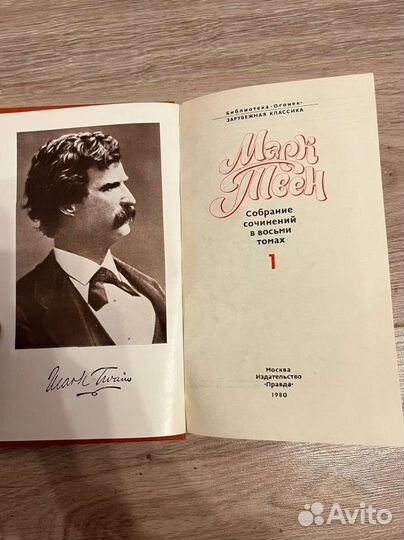 Mark Twain
Библиотека «Огонек»
ЗАРУБЕЖНАЯ КЛАССИКА
Марк
Твен
Собрание
сочинений
в восьми
томах
1
Москва
Издательство
«Правда»
1980
Avito